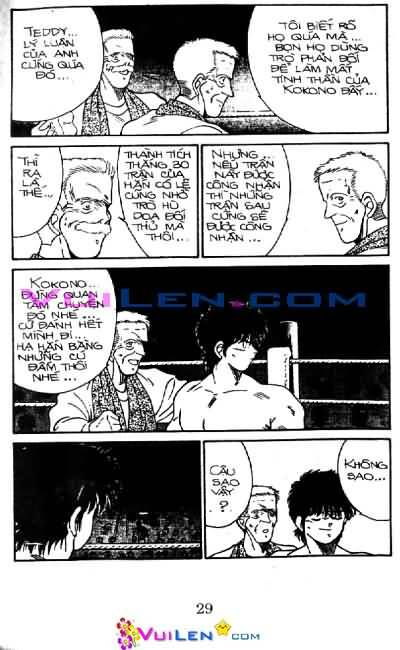 TEDDY...
LÝ LUẬN
CỦA ANH
CỨNG QUÁ
ĐÓ...
TÔI BIẾT RÕ
HỌ QUÁ MÀ...
BỌN HỌ DÙNG
TRỢ PHẢN ĐỐI
ĐỂ LÀM MẤT
TINH THẦN CỦA
KOKONO ĐẤY...
THÌ
RA
LÀ
THẾ...
THÀNH TÍCH
THẮNG 30
TRẬN CỦA
HẮN CÓ LẼ
CŨNG NHỜ
TRÒ HÙ
DỌA ĐỐI
THỦ MÀ
THÔI...
NHƯNG...
NẾU TRẬN
NÀY ĐƯỢC
CÔNG NHẬN
THÌ NHỮNG
TRẬN SAU
CŨNG SẼ
ĐƯỢC CÔNG
NHẬN...
KOKONO...
ĐỪNG QUAN
TÂM CHUYỆN
ĐÓ NHÉ...
CỨ ĐÁNH HẾT
MÌNH ĐI...
HẠ HẮN BẰNG
NHỮNG CÚ
ĐẤM THÔI
NHÉ...
VUILEN.COM
CẬU
SAO
VẬY
?
KHÔNG
SAO...
29
VUILEN.COM